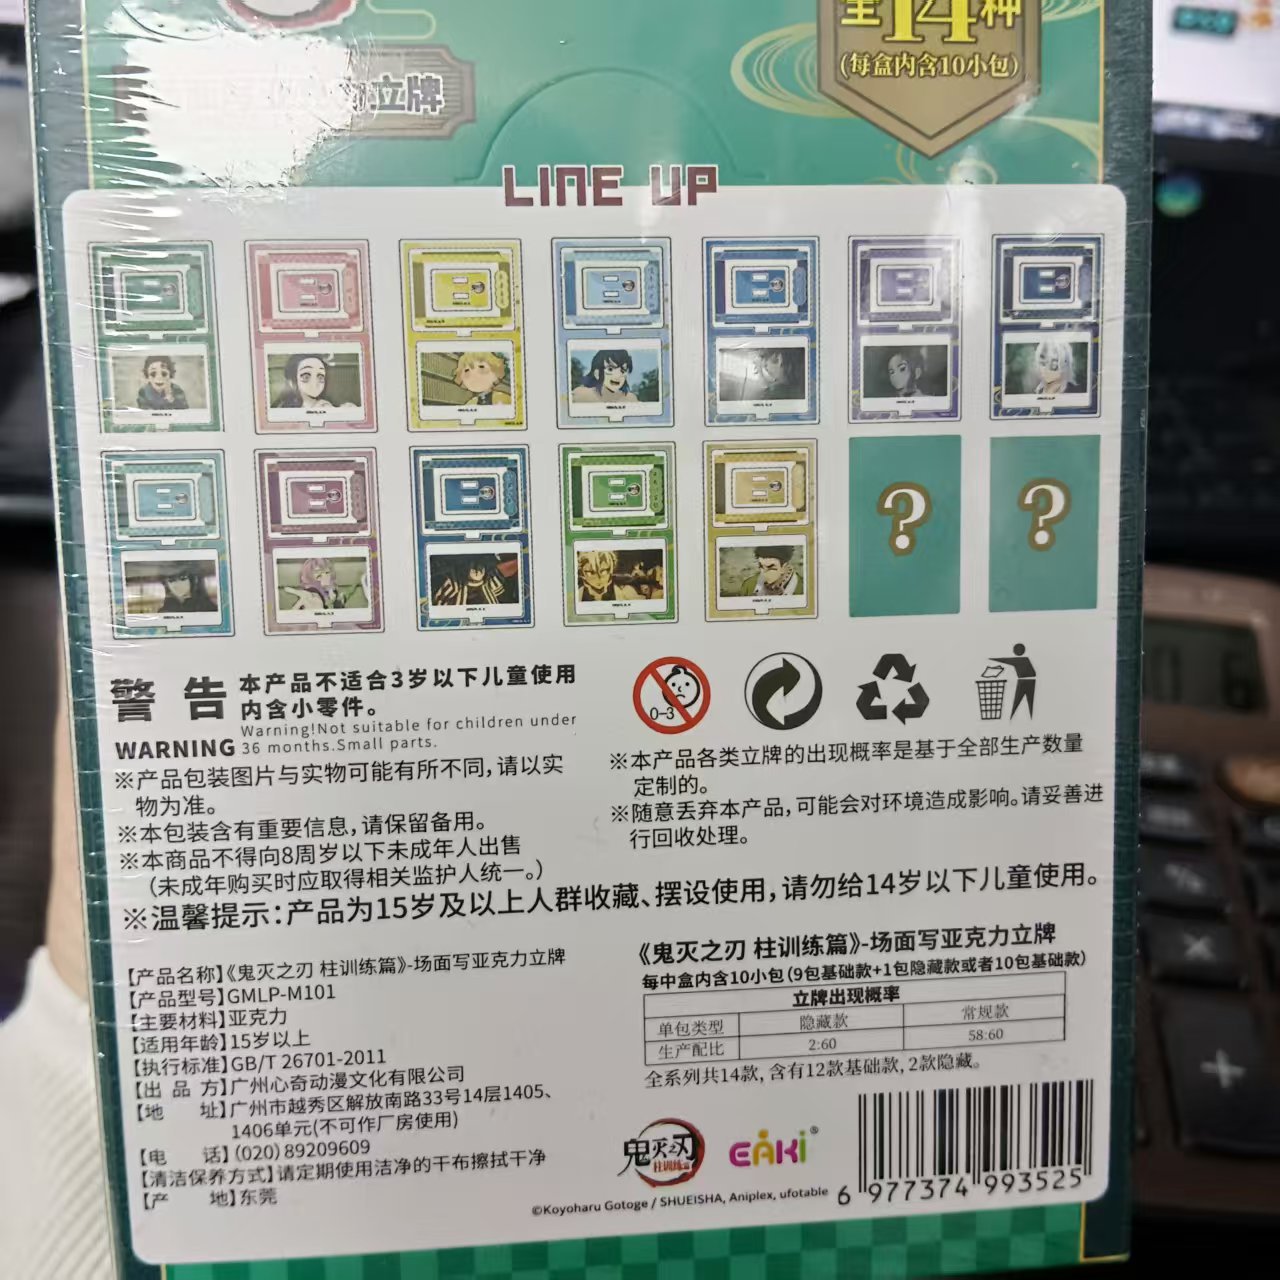 全14种
(每盒内含10小包)
立牌
LINE UP
警告
WARNING
本产品不适合3岁以下儿童使用
内含小零件。
Warning!Not suitable for children under
36 months.Small parts.
0-3
※产品包装图片与实物可能有所不同,请以实
物为准。
※本包装含有重要信息,请保留备用。
※本商品不得向8周岁以下未成年人出售
(未成年购买时应取得相关监护人统一。)
※本产品各类立牌的出现概率是基于全部生产数量
定制的。
※随意丢弃本产品,可能会对环境造成影响。请妥善进
行回收处理。
※温馨提示:产品为15岁及以上人群收藏、摆设使用,请勿给14岁以下儿童使用。
【产品名称】《鬼灭之刃 柱训练篇》-场面写亚克力立牌
【产品型号】GMLP-M101
【主要材料】亚克力
【适用年龄】15岁以上
【执行标准】GB/T 26701-2011
【出 品 方】广州心奇动漫文化有限公司
【地 址】广州市越秀区解放南路33号14层1405、
1406单元(不可作厂房使用)
【电 话】(020)89209609
【清洁保养方式】请定期使用洁净的干布擦拭干净
【产 地】东莞
《鬼灭之刃 柱训练篇》-场面写亚克力立牌
每中盒内含10小包(9包基础款+1包隐藏款或者10包基础款)
立牌出现概率
单包类型 隐藏款 常规款
生产配比 2:60 58:60
全系列共14款,含有12款基础款,2款隐藏。
鬼灭之刃
柱训练篇
EAKI®
©Koyoharu Gotoge / SHUEISHA, Aniplex, ufotable
6 977374 993525